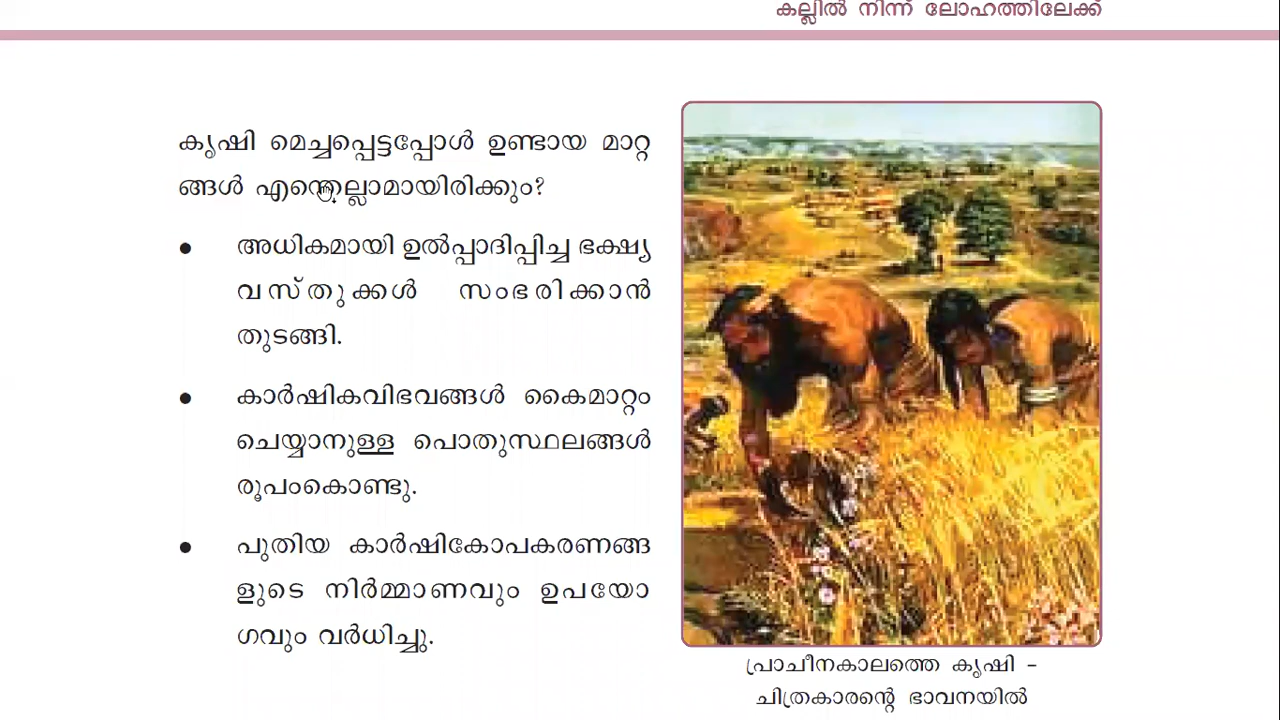 കല്ലിൽ നിന്ന് ലോഹത്തിലേക്ക്
കൃഷി മെച്ചപ്പെട്ടപ്പോൾ ഉണ്ടായ മാറ്റ
ങ്ങൾ എന്തെല്ലാമായിരിക്കും?
● അധികമായി ഉൽപ്പാദിപ്പിച്ച ഭക്ഷ്യ
വസ്തുക്കൾ സംഭരിക്കാൻ
തുടങ്ങി.
● കാർഷികവിഭവങ്ങൾ കൈമാറ്റം
ചെയ്യാനുള്ള പൊതുസ്ഥലങ്ങൾ
രൂപംകൊണ്ടു.
● പുതിയ കാർഷികോപകരണങ്ങ
ളുടെ നിർമ്മാണവും ഉപയോ
ഗവും വർധിച്ചു.
പ്രാചീനകാലത്തെ കൃഷി -
ചിത്രകാരന്റെ ഭാവനയിൽ